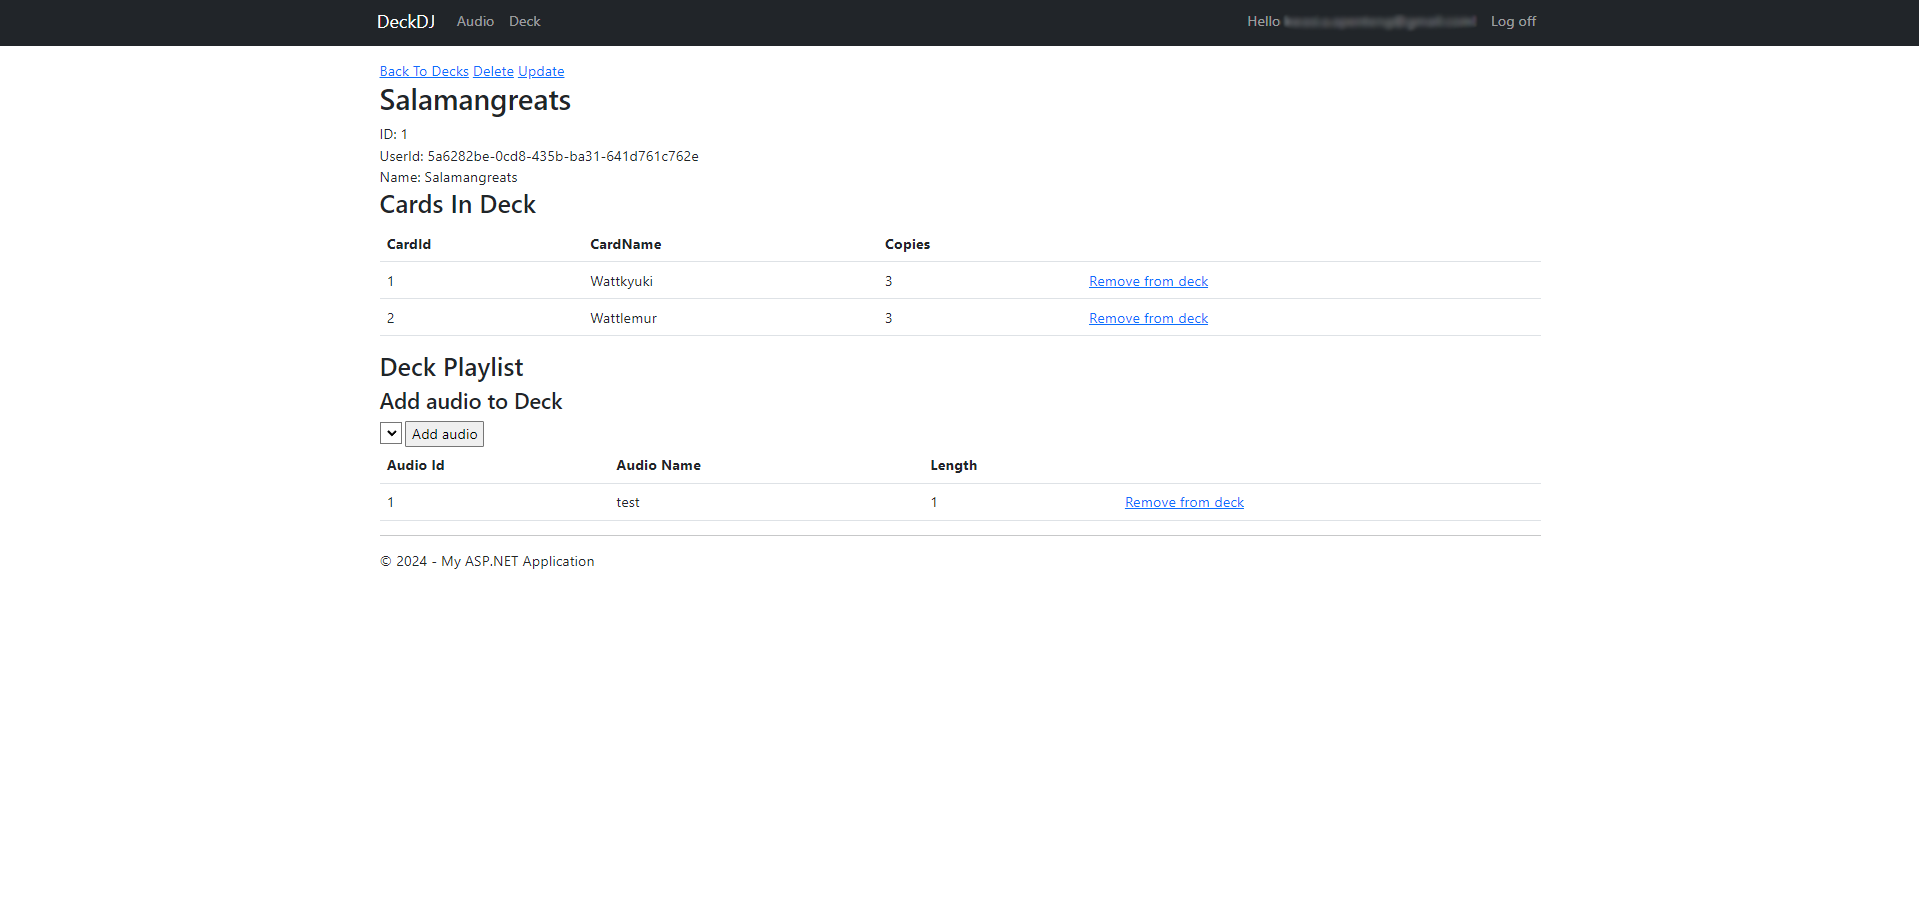 DeckDJ Audio Deck Hello Log off
Back To Decks Delete Update
Salamangreats
ID: 1
UserId: 5a6282be-0cd8-435b-ba31-641d761c762e
Name: Salamangreats
Cards In Deck
CardId CardName Copies
1 Wattkyuki 3 Remove from deck
2 Wattlemur 3 Remove from deck
Deck Playlist
Add audio to Deck
Add audio
Audio Id Audio Name Length
1 test 1 Remove from deck
© 2024 - My ASP.NET Application